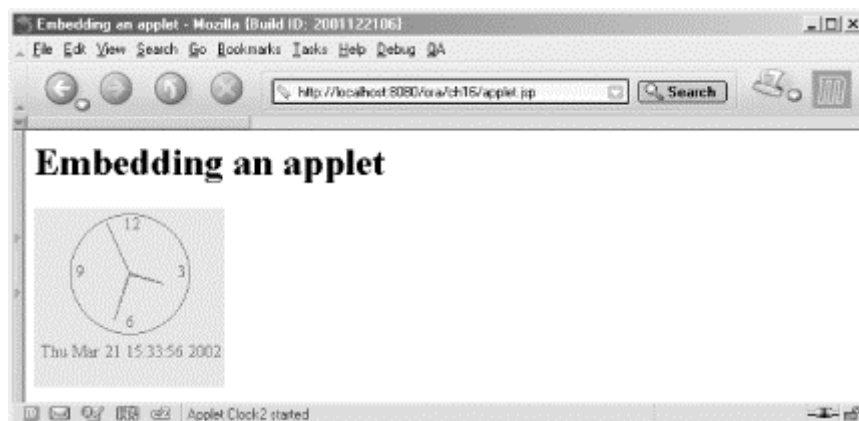 Embedding an applet - Mozilla {Build ID: 2001122106}
File Edit View Search Go Bookmarks Tasks Help Debug QA
http://localhost:8080/ora/ch16/applet.jsp Search
Embedding an applet
12
9 3
6
Thu Mar 21 15:33:56 2002
Applet Clock2 started